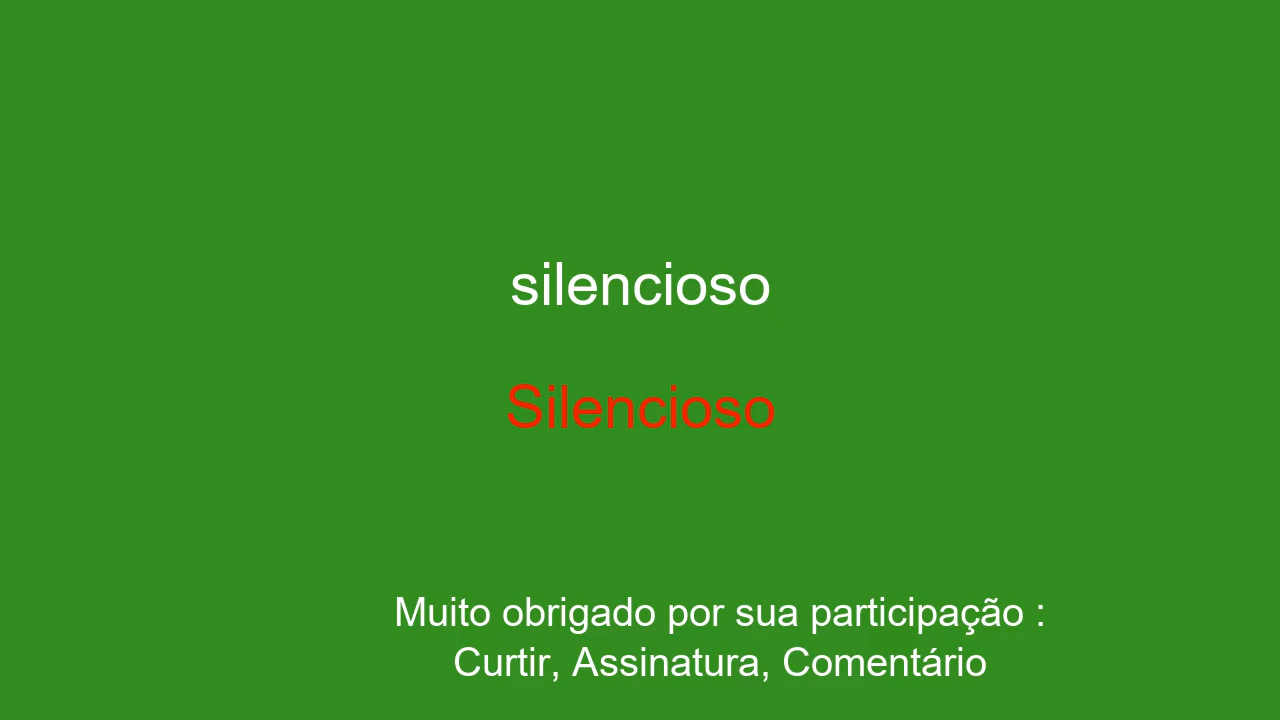 silencioso
Silencioso
Muito obrigado por sua participação :
Curtir, Assinatura, Comentário